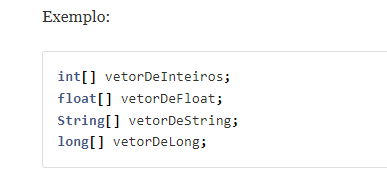 Exemplo:
int[] vetorDeInteiros;
float[] vetorDeFloat;
String[] vetorDeString;
long[] vetorDeLong;